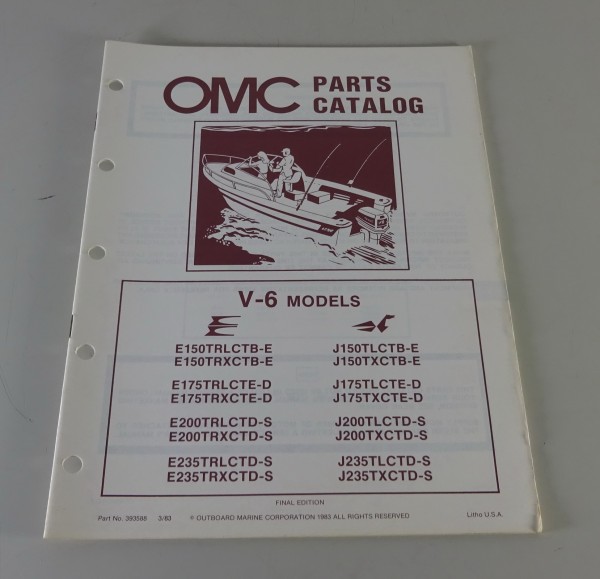 OMC PARTS CATALOG
V-6 MODELS
E150TRLCTB-E J150TLCTB-E
E150TRXCTB-E J150TXCTB-E
E175TRLCTE-D J175TLCTE-D
E175TRXCTE-D J175TXCTE-D
E200TRLCTD-S J200TLCTD-S
E200TRXCTD-S J200TXCTD-S
E235TRLCTD-S J235TLCTD-S
E235TRXCTD-S J235TXCTD-S
FINAL EDITION
Part No. 393588 3/83 © OUTBOARD MARINE CORPORATION 1983 ALL RIGHTS RESERVED Litho U.S.A.